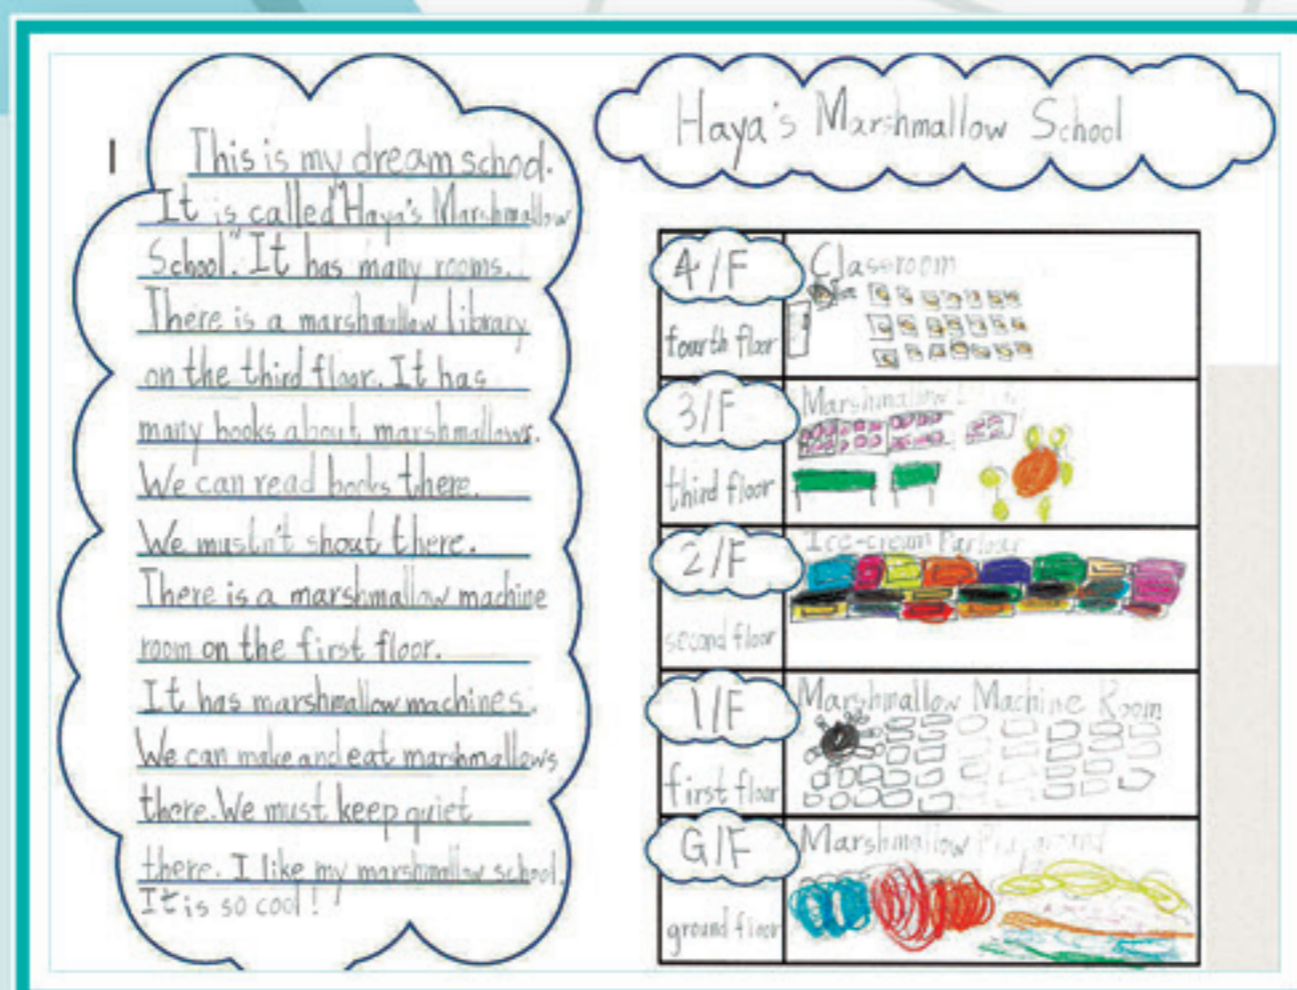 1
This is my dream school.
It is called "Haya's Marshmallow
School". It has many rooms.
There is a marshmallow library
on the third floor. It has
many books about marshmallows.
We can read books there.
We mustn't shout there.
There is a marshmallow machine
room on the first floor.
It has marshmallow machines.
We can make and eat marshmallows
there. We must keep quiet
there. I like my marshmallow school.
It is so cool!
Haya's Marshmallow School
4/F
fourth floor
Classroom
3/F
third floor
Marshmallow
2/F
second floor
Ice-cream Parlour
1/F
first floor
Marshmallow Machine Room
G/F
ground floor
Marshmallow Playground